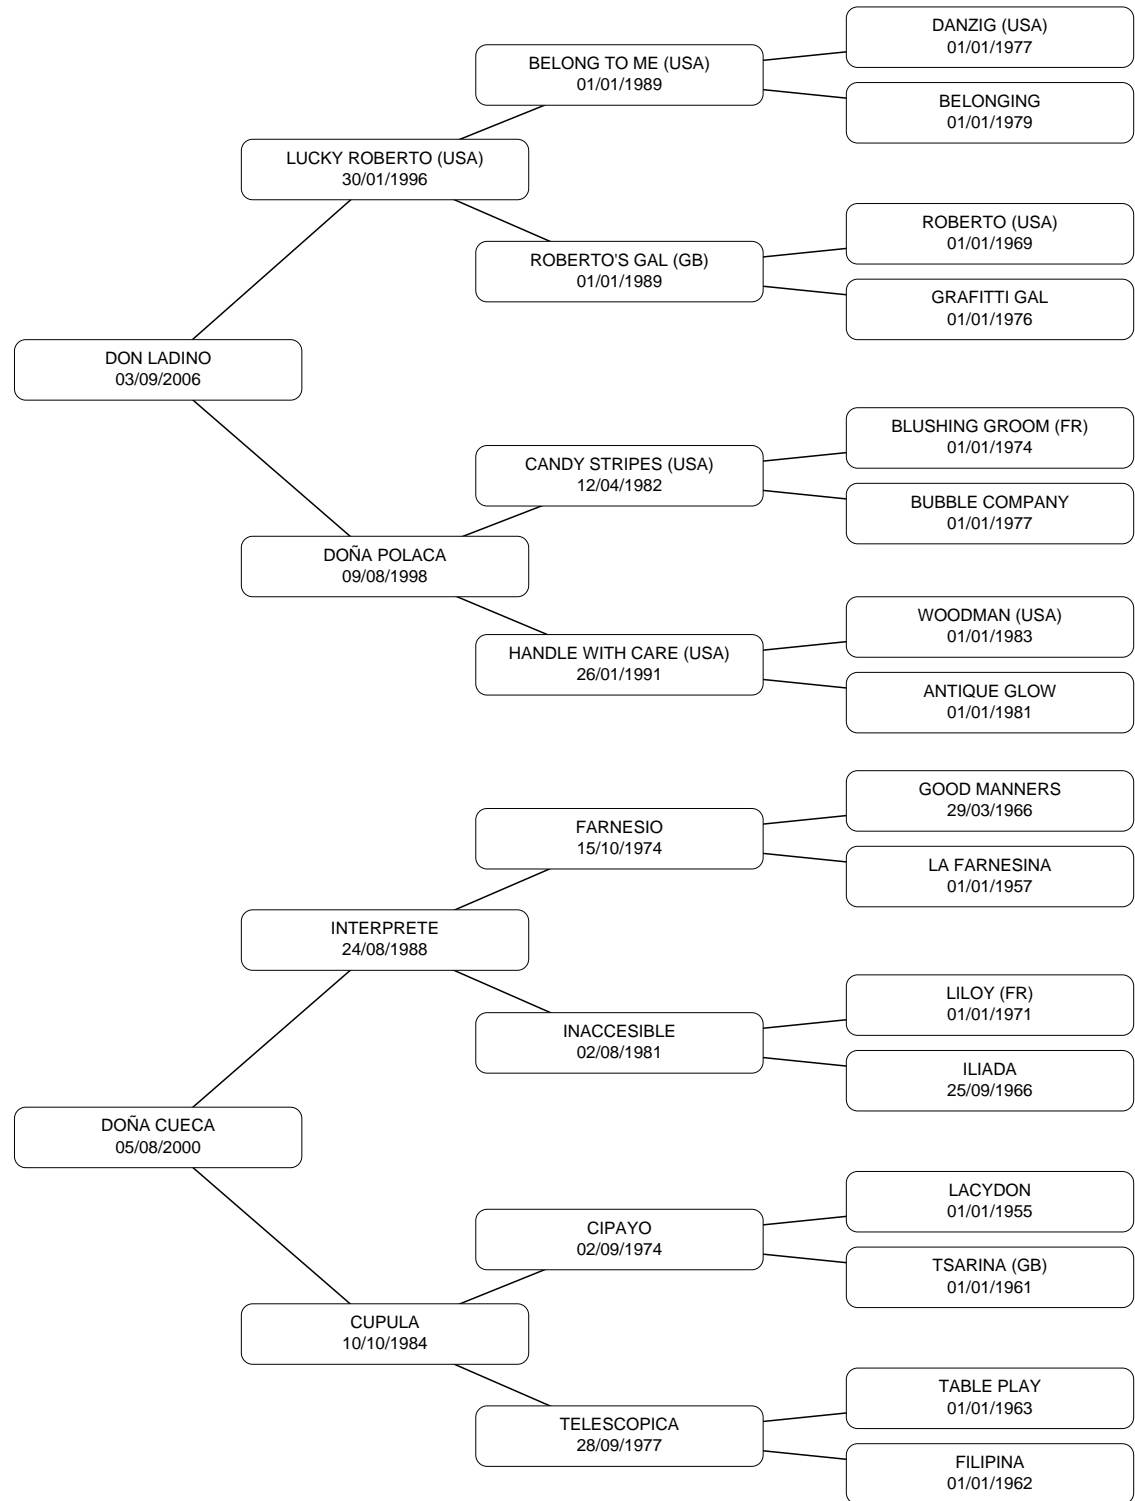 DANZIG (USA)
01/01/1977
BELONG TO ME (USA)
01/01/1989
BELONGING
01/01/1979
LUCKY ROBERTO (USA)
30/01/1996
ROBERTO (USA)
01/01/1969
ROBERTO'S GAL (GB)
01/01/1989
GRAFITTI GAL
01/01/1976
DON LADINO
03/09/2006
BLUSHING GROOM (FR)
01/01/1974
CANDY STRIPES (USA)
12/04/1982
BUBBLE COMPANY
01/01/1977
DOÑA POLACA
09/08/1998
WOODMAN (USA)
01/01/1983
HANDLE WITH CARE (USA)
26/01/1991
ANTIQUE GLOW
01/01/1981
GOOD MANNERS
29/03/1966
FARNESIO
15/10/1974
LA FARNESINA
01/01/1957
INTERPRETE
24/08/1988
LILOY (FR)
01/01/1971
INACCESIBLE
02/08/1981
ILIADA
25/09/1966
DOÑA CUECA
05/08/2000
LACYDON
01/01/1955
CIPAYO
02/09/1974
TSARINA (GB)
01/01/1961
CUPULA
10/10/1984
TABLE PLAY
01/01/1963
TELESCOPICA
28/09/1977
FILIPINA
01/01/1962